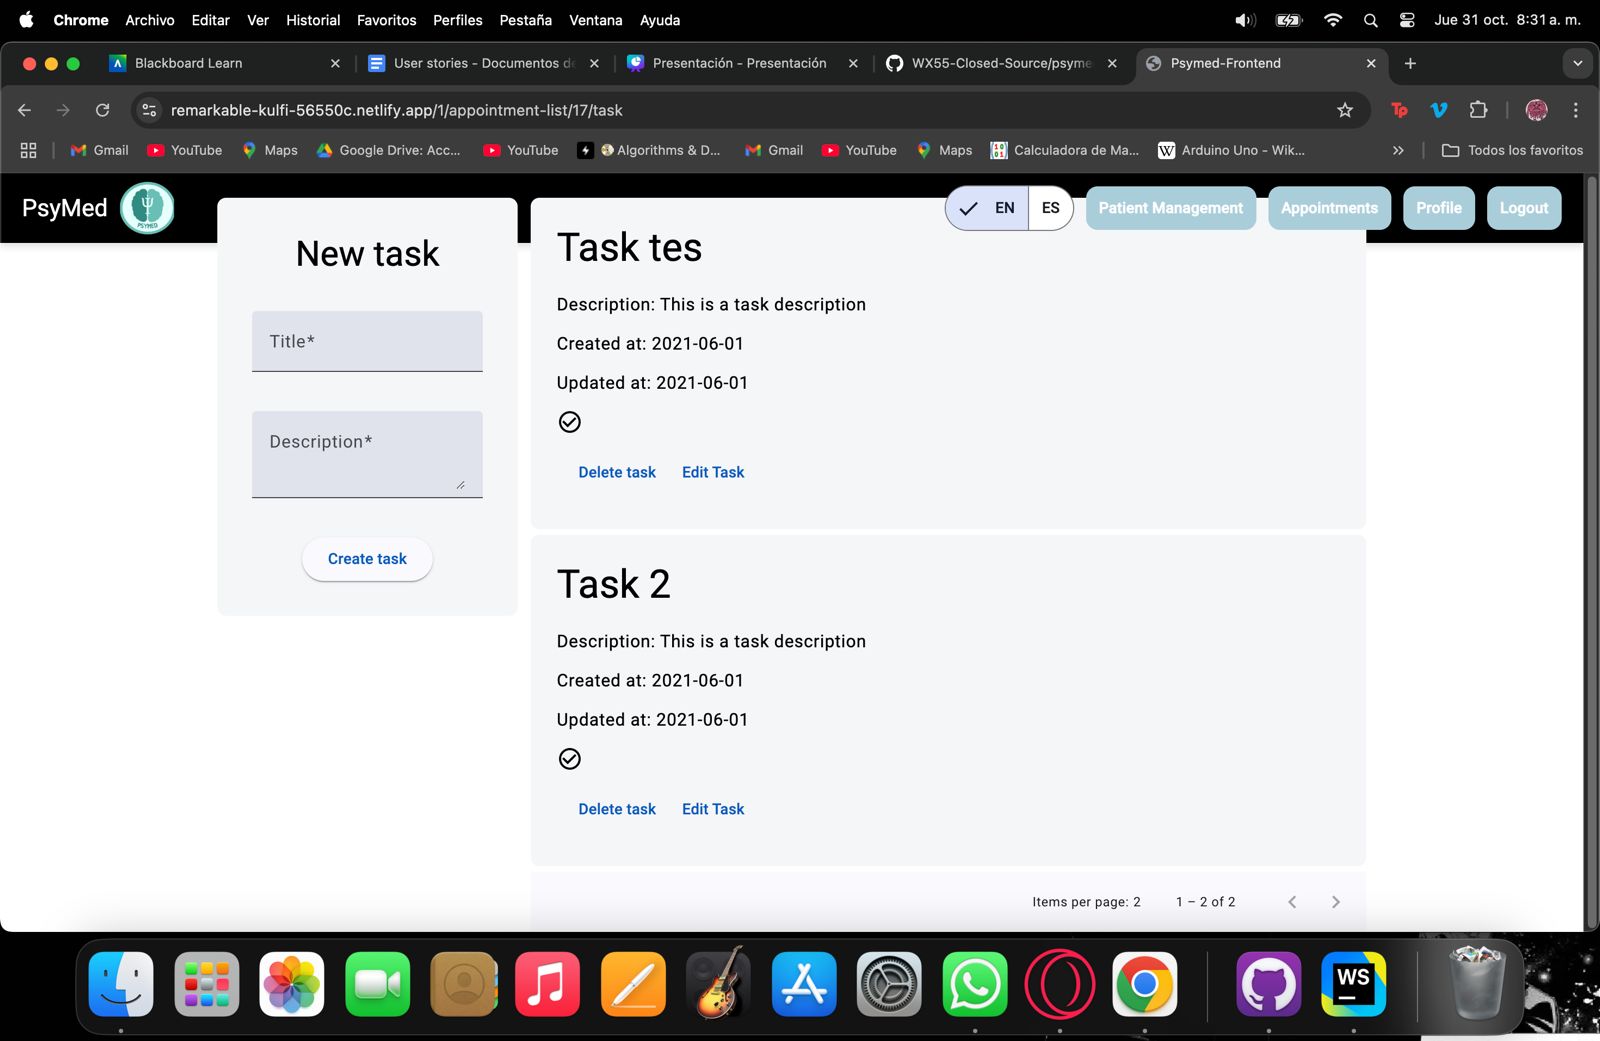 Chrome Archivo Editar Ver Historial Favoritos Perfiles Pestaña Ventana Ayuda Jue 31 oct. 8:31 a. m.
Blackboard Learn User stories - Documentos de Presentación - Presentación WX55-Closed-Source/psyme Psymed-Frontend
remarkable-kulfi-56550c.netlify.app/1/appointment-list/17/task Tp
Gmail YouTube Maps Google Drive: Acc... YouTube Algorithms & D... Gmail YouTube Maps Calculadora de Ma... W Arduino Uno - Wik... Todos los favoritos
PsyMed PSYMED EN ES Patient Management Appointments Profile Logout
New task
Title*
Description*
Create task
Task tes
Description: This is a task description
Created at: 2021-06-01
Updated at: 2021-06-01
Delete task Edit Task
Task 2
Description: This is a task description
Created at: 2021-06-01
Updated at: 2021-06-01
Delete task Edit Task
Items per page: 2 1 – 2 of 2
WS